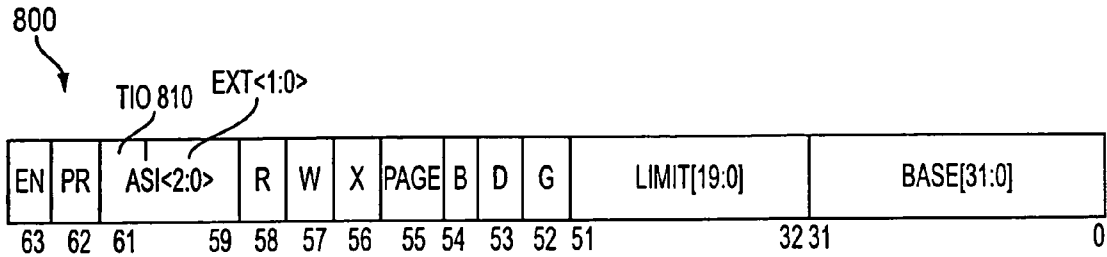 800
TIO 810 EXT<1:0>
EN PR ASI<2:0> R W X PAGE B D G LIMIT[19:0] BASE[31:0]
63 62 61 59 58 57 56 55 54 53 52 51 32 31 0